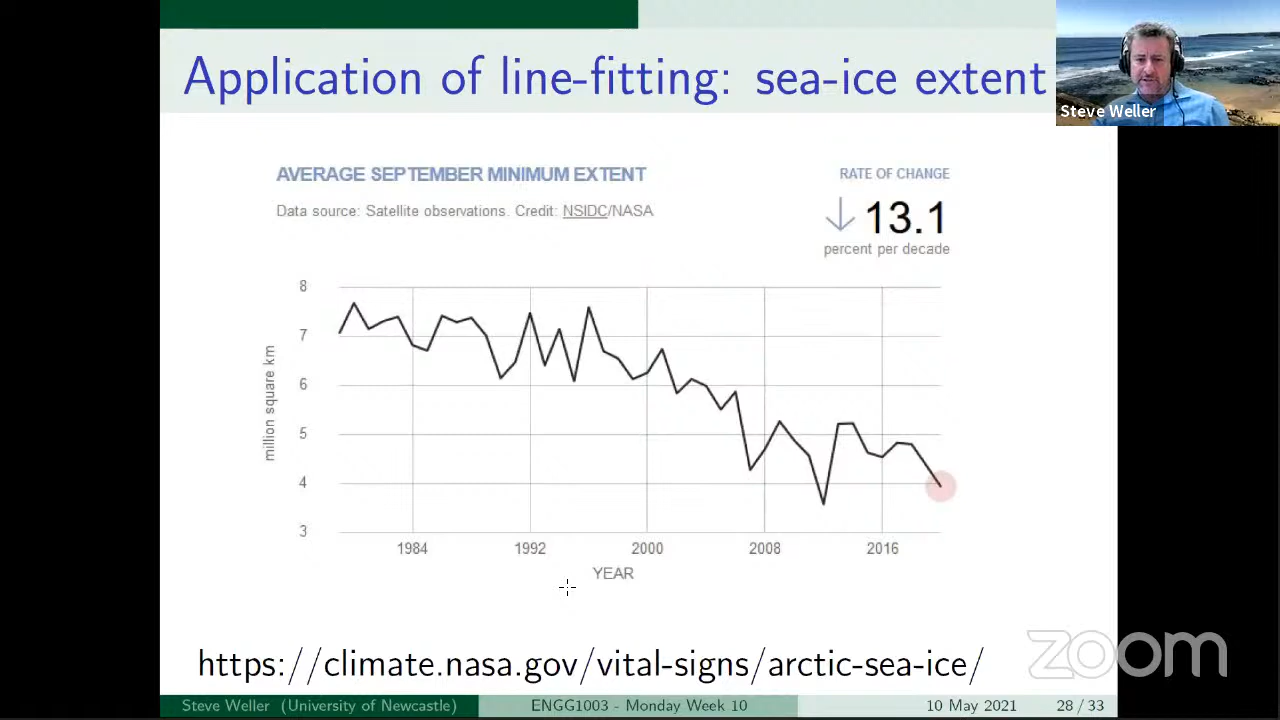 Application of line-fitting: sea-ice extent
Steve Weller
AVERAGE SEPTEMBER MINIMUM EXTENT
Data source: Satellite observations. Credit: NSIDC/NASA
RATE OF CHANGE
↓ 13.1
percent per decade
8
7
6
5
4
3
million square km
1984 1992 2000 2008 2016
YEAR
https://climate.nasa.gov/vital-signs/arctic-sea-ice/
zoom
Steve Weller (University of Newcastle) ENGG1003 - Monday Week 10 10 May 2021 28 / 33